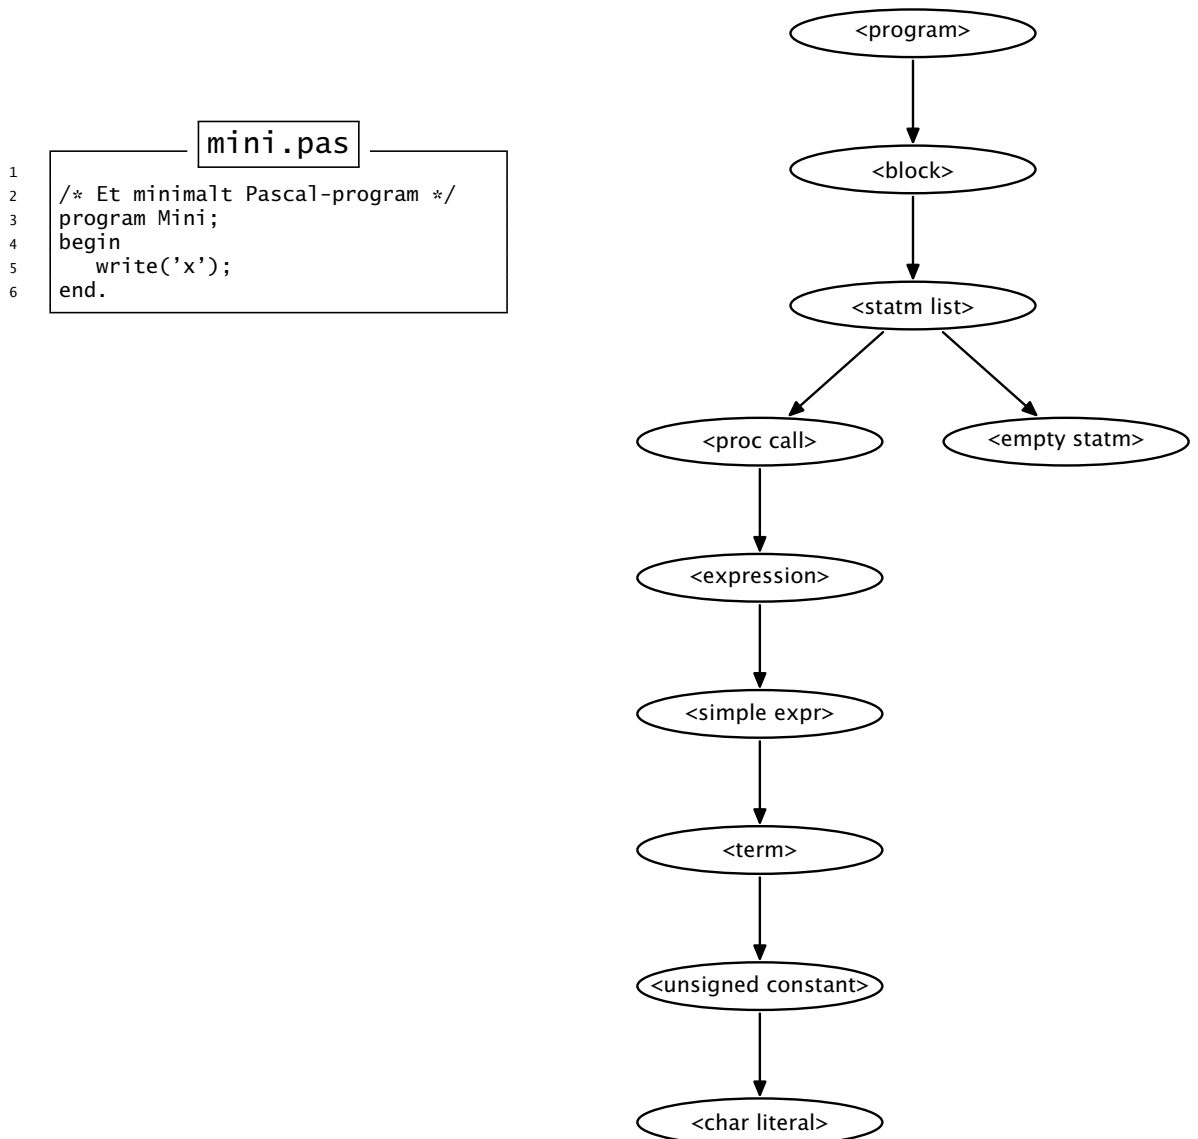 mini.pas
1
2 /* Et minimalt Pascal-program */
3 program Mini;
4 begin
5 write(’x’);
6 end.
<program>
<block>
<statm list>
<proc call> <empty statm>
<expression>
<simple expr>
<term>
<unsigned constant>
<char literal>